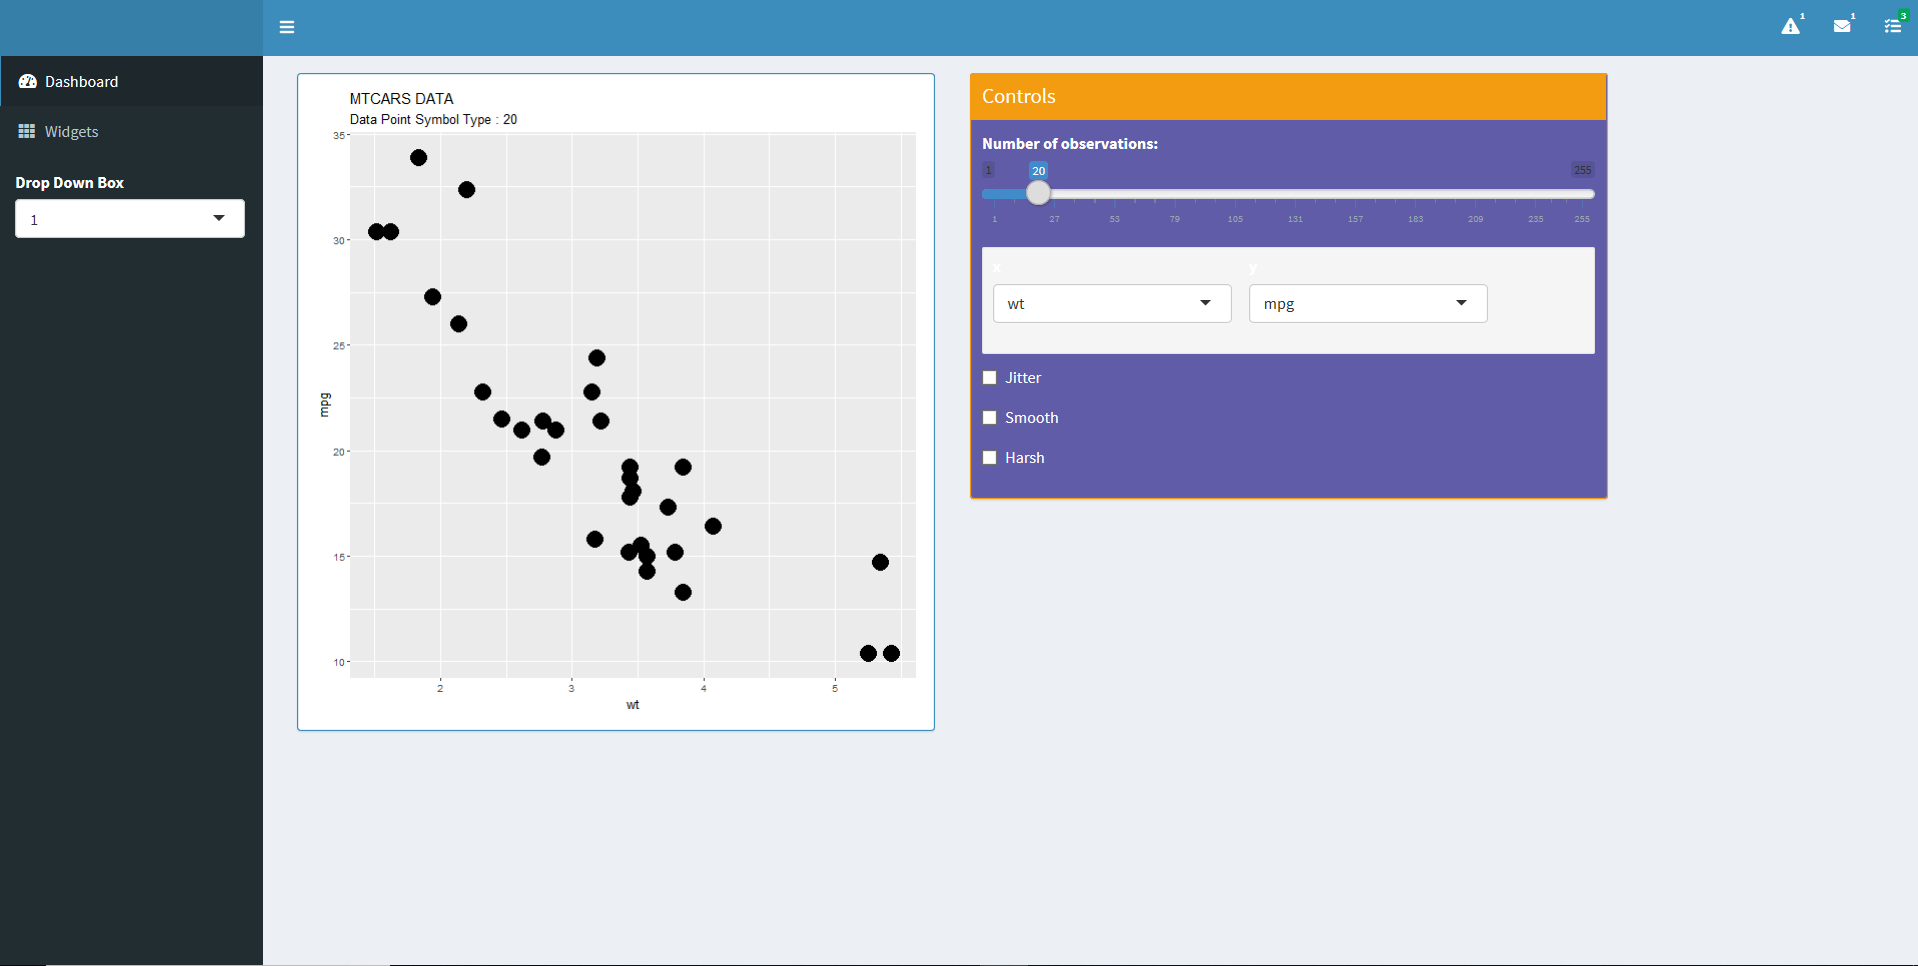 1
1
3
Dashboard
Widgets
Drop Down Box
1
MTCARS DATA
Data Point Symbol Type : 20
35
30
25
20
15
10
mpg
2 3 4 5
wt
Controls
Number of observations:
1 20 255
1 27 53 79 105 131 157 183 209 235 255
x y
wt mpg
Jitter
Smooth
Harsh